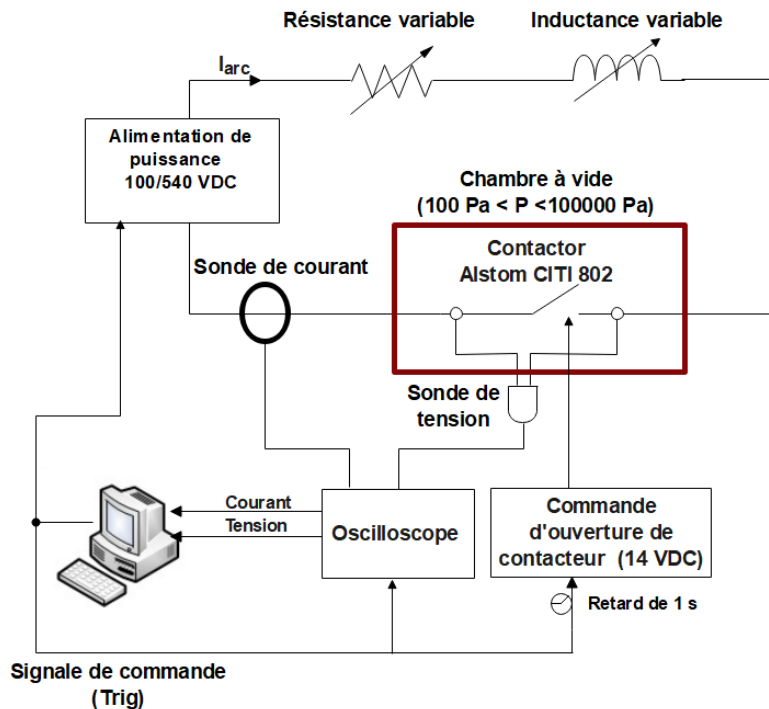 Résistance variable
Inductance variable
Iarc
Alimentation de
puissance
100/540 VDC
Chambre à vide
(100 Pa < P <100000 Pa)
Sonde de courant
Contactor
Alstom CITI 802
Sonde de
tension
Courant
Tension
Oscilloscope
Commande
d'ouverture de
contacteur (14 VDC)
Retard de 1 s
Signale de commande
(Trig)